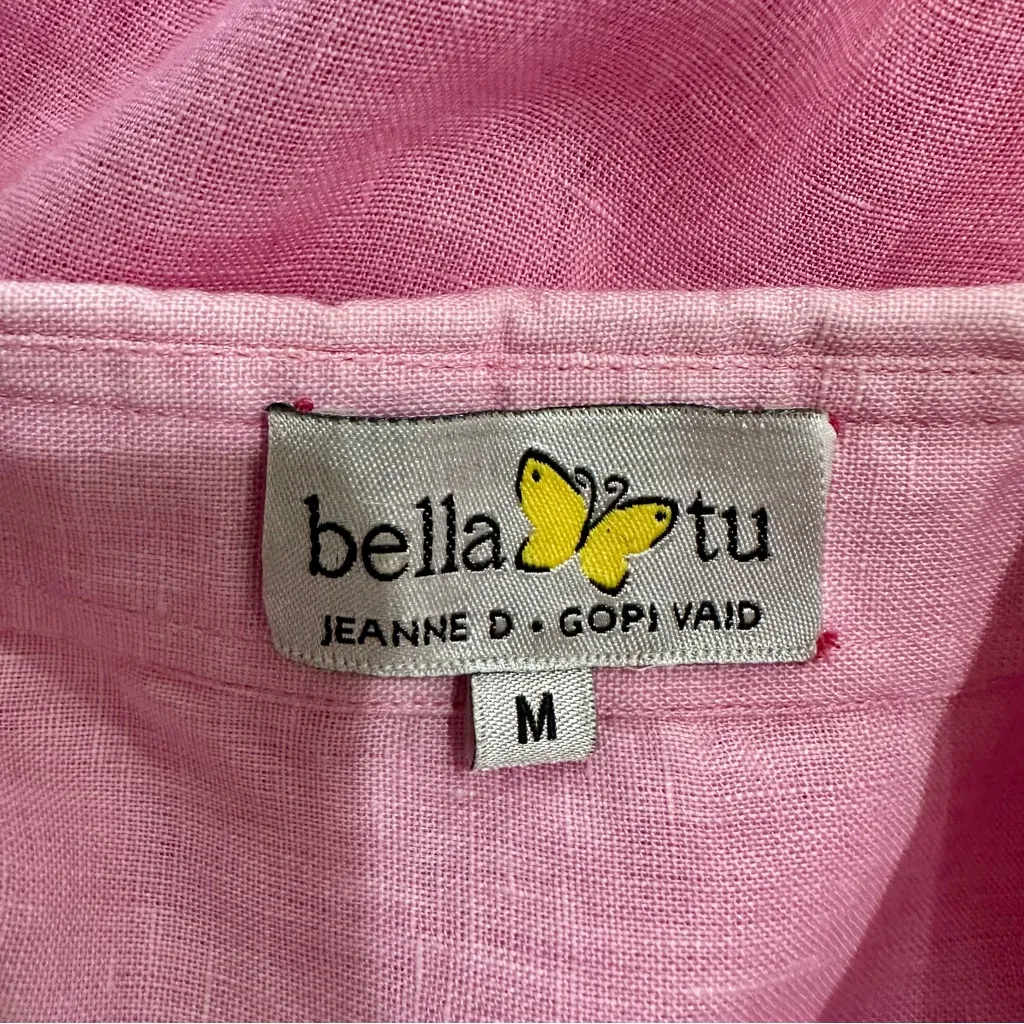 bella tu
JEANNE D • GOPI VAID
M